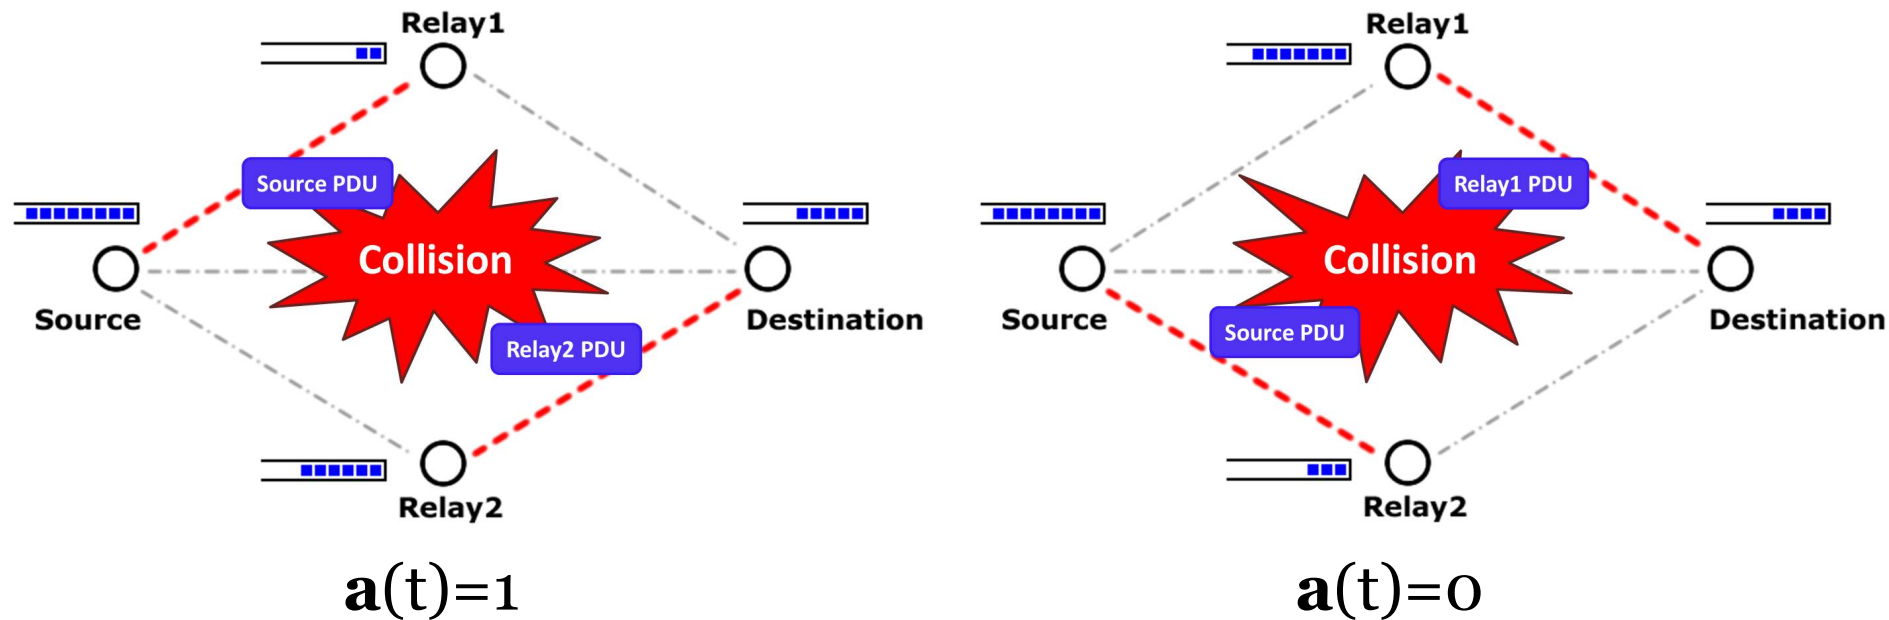 Relay1
Source PDU
Collision
Source
Destination
Relay2 PDU
Relay2
a(t)=1
Relay1
Relay1 PDU
Collision
Source
Destination
Source PDU
Relay2
a(t)=0